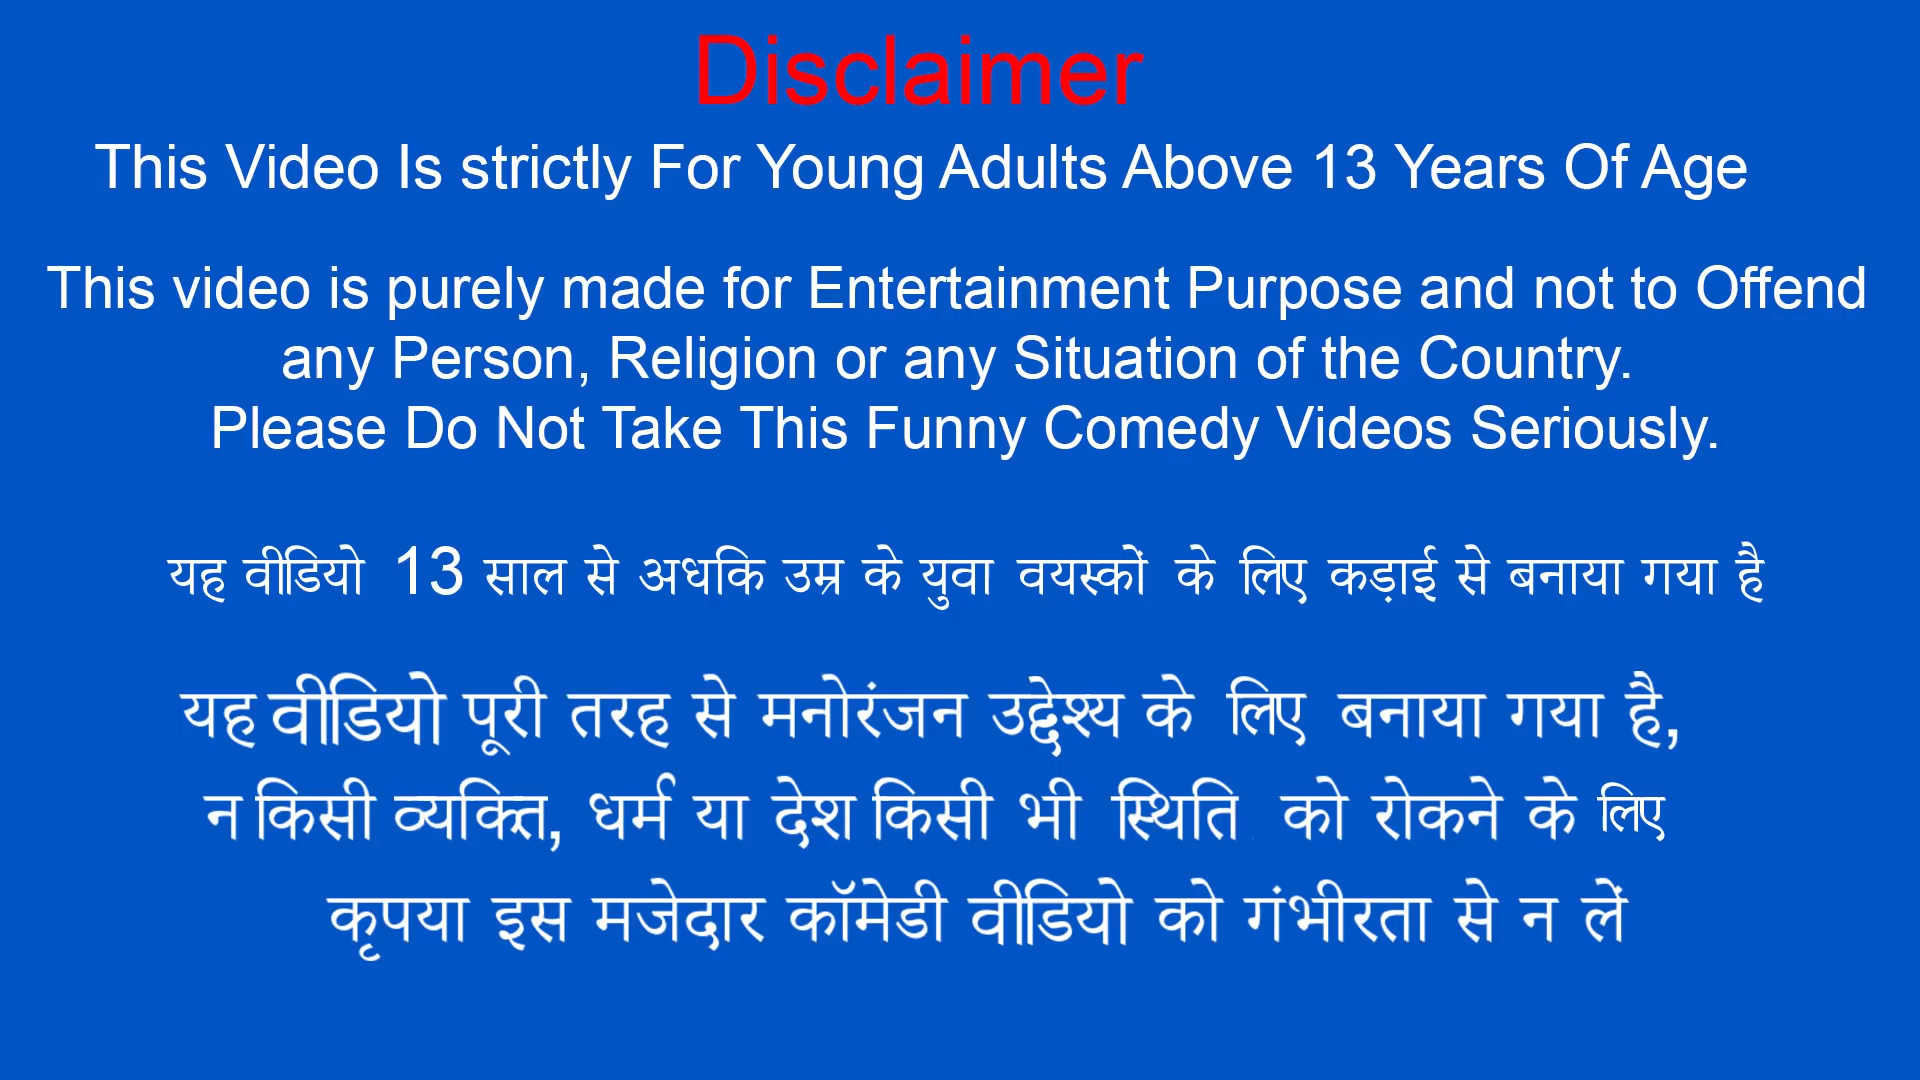 Disclaimer
This Video Is strictly For Young Adults Above 13 Years Of Age
This video is purely made for Entertainment Purpose and not to Offend
any Person, Religion or any Situation of the Country.
Please Do Not Take This Funny Comedy Videos Seriously.
यह वीडियो 13 साल से अधकि उम्र के युवा वयस्कों के लिए कड़ाई से बनाया गया है
यह वीडियो पूरी तरह से मनोरंजन उद्देश्य के लिए बनाया गया है,
न किसी व्यक्ति, धर्म या देश किसी भी स्थिति को रोकने के लिए
कृपया इस मजेदार कॉमेडी वीडियो को गंभीरता से न लें